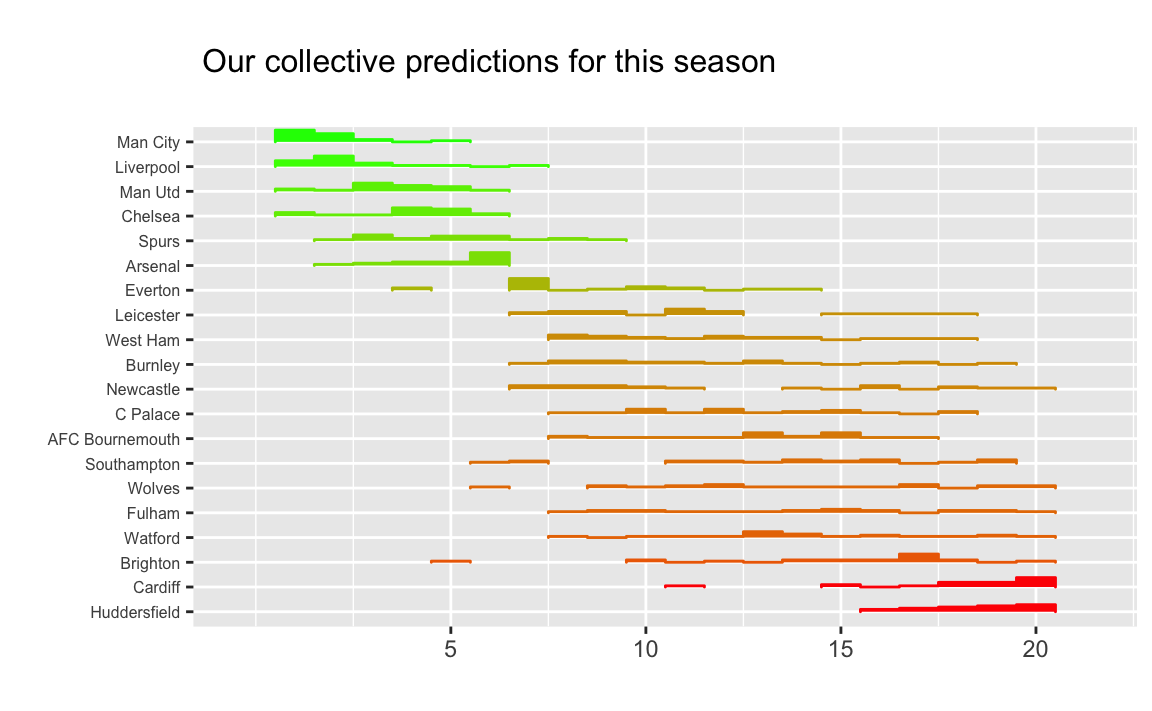 Our collective predictions for this season
Man City
Liverpool
Man Utd
Chelsea
Spurs
Arsenal
Everton
Leicester
West Ham
Burnley
Newcastle
C Palace
AFC Bournemouth
Southampton
Wolves
Fulham
Watford
Brighton
Cardiff
Huddersfield
5 10 15 20